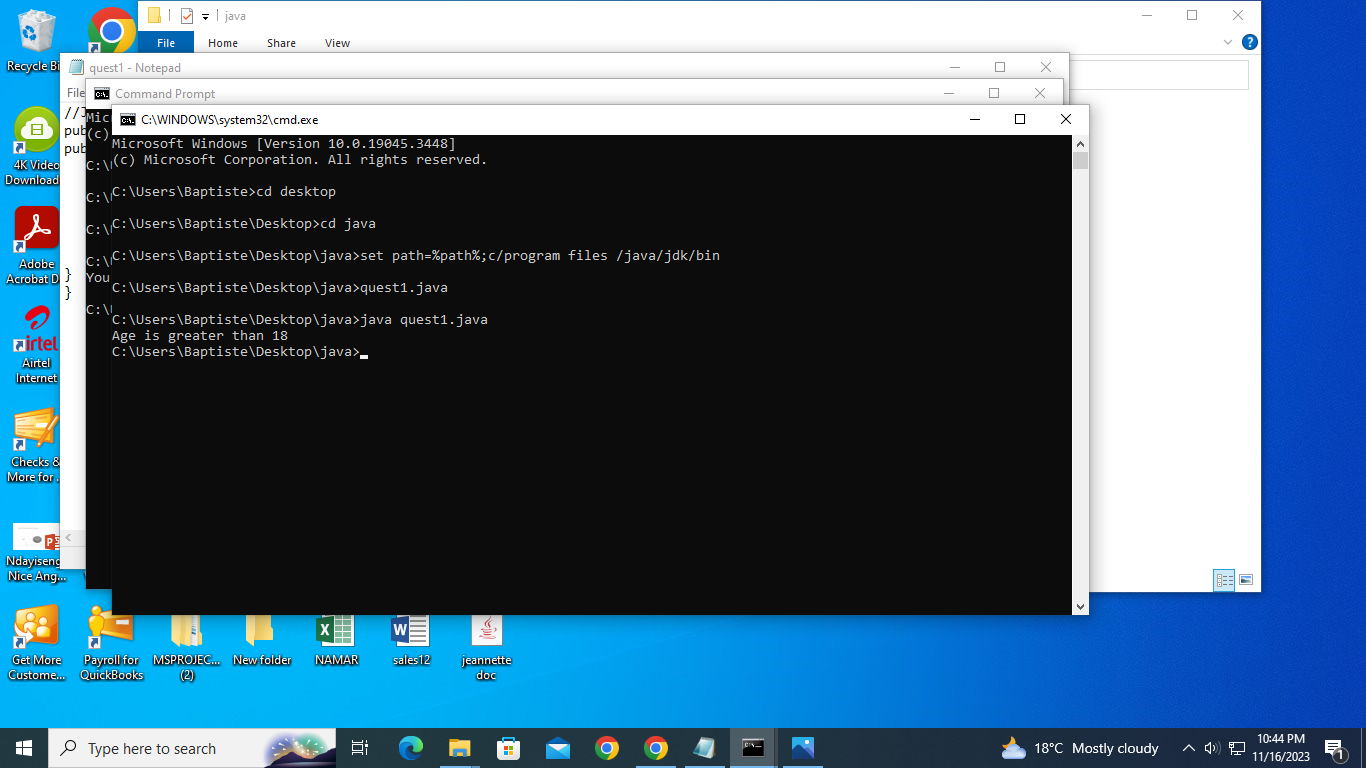 java
File Home Share View
quest1 - Notepad
File
Command Prompt
C:\WINDOWS\system32\cmd.exe
Microsoft Windows [Version 10.0.19045.3448]
(c) Microsoft Corporation. All rights reserved.
C:\Users\Baptiste>cd desktop
C:\Users\Baptiste\Desktop>cd java
C:\Users\Baptiste\Desktop\java>set path=%path%;c/program files /java/jdk/bin
C:\Users\Baptiste\Desktop\java>quest1.java
C:\Users\Baptiste\Desktop\java>java quest1.java
Age is greater than 18
C:\Users\Baptiste\Desktop\java>
(c)
You
}
}
Recycle Bi
4K Video
Download
Adobe
Acrobat D
Airtel
Internet
Checks &
More for ..
Ndayiseng
Nice Ang...
Get More
Custome...
Payroll for
QuickBooks
MSPROJEC...
(2)
New folder
NAMAR
sales12
jeannette
doc
Type here to search
18°C Mostly cloudy
10:44 PM
11/16/2023
1